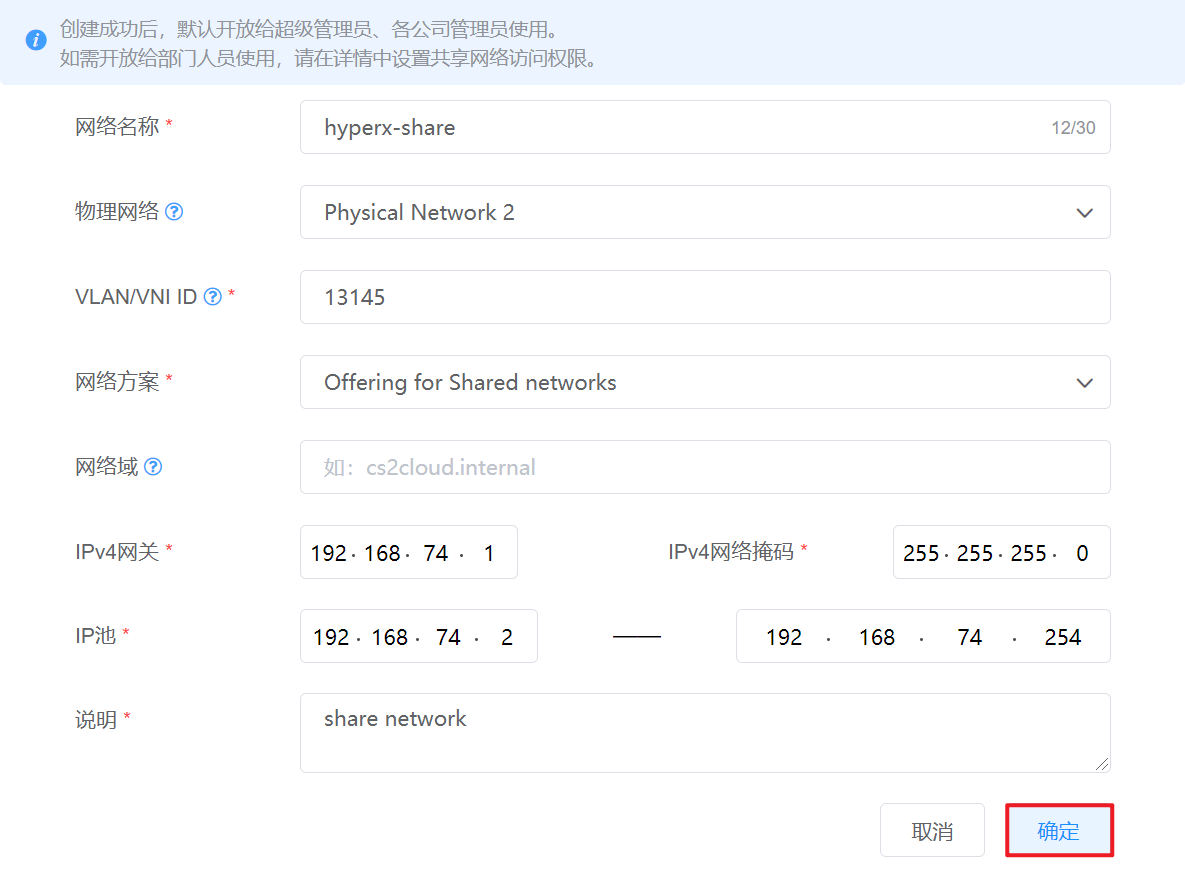 创建成功后，默认开放给超级管理员、各公司管理员使用。
如需开放给部门人员使用，请在详情中设置共享网络访问权限。
网络名称 * hyperx-share 12/30
物理网络 ? Physical Network 2
VLAN/VNI ID ? * 13145
网络方案 * Offering for Shared networks
网络域 ? 如：cs2cloud.internal
IPv4网关 * 192 . 168 . 74 . 1 IPv4网络掩码 * 255 . 255 . 255 . 0
IP池 * 192 . 168 . 74 . 2 —— 192 . 168 . 74 . 254
说明 * share network
取消 确定